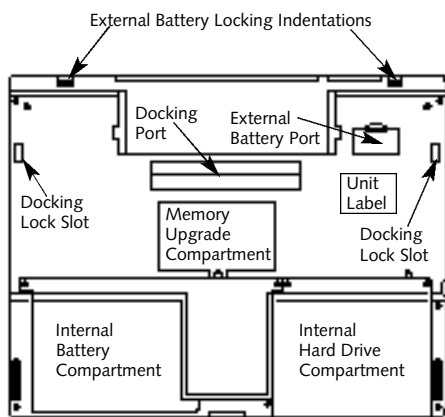 External Battery Locking Indentations
Docking
Port
External
Battery Port
Docking
Lock Slot
Unit
Label
Memory
Upgrade
Compartment
Docking
Lock Slot
Internal
Battery
Compartment
Internal
Hard Drive
Compartment